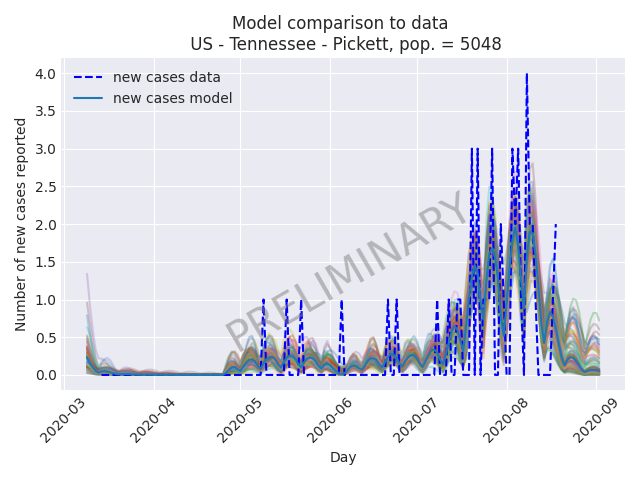 Model comparison to data
US - Tennessee - Pickett, pop. = 5048
new cases data
new cases model
PRELIMINARY
Number of new cases reported
4.0
3.5
3.0
2.5
2.0
1.5
1.0
0.5
0.0
2020-03
2020-04
2020-05
2020-06
2020-07
2020-08
2020-09
Day